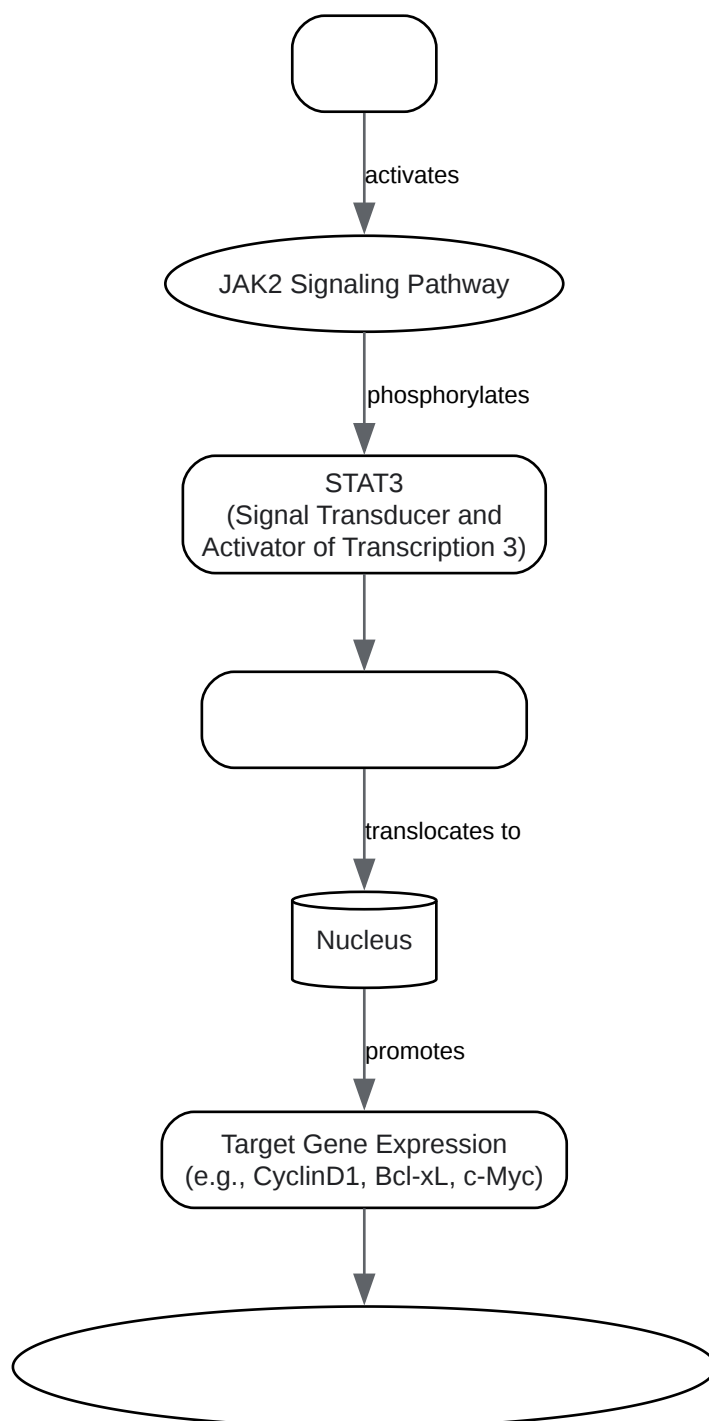 activates
JAK2 Signaling Pathway
phosphorylates
STAT3
(Signal Transducer and
Activator of Transcription 3)
translocates to
Nucleus
promotes
Target Gene Expression
(e.g., CyclinD1, Bcl-xL, c-Myc)